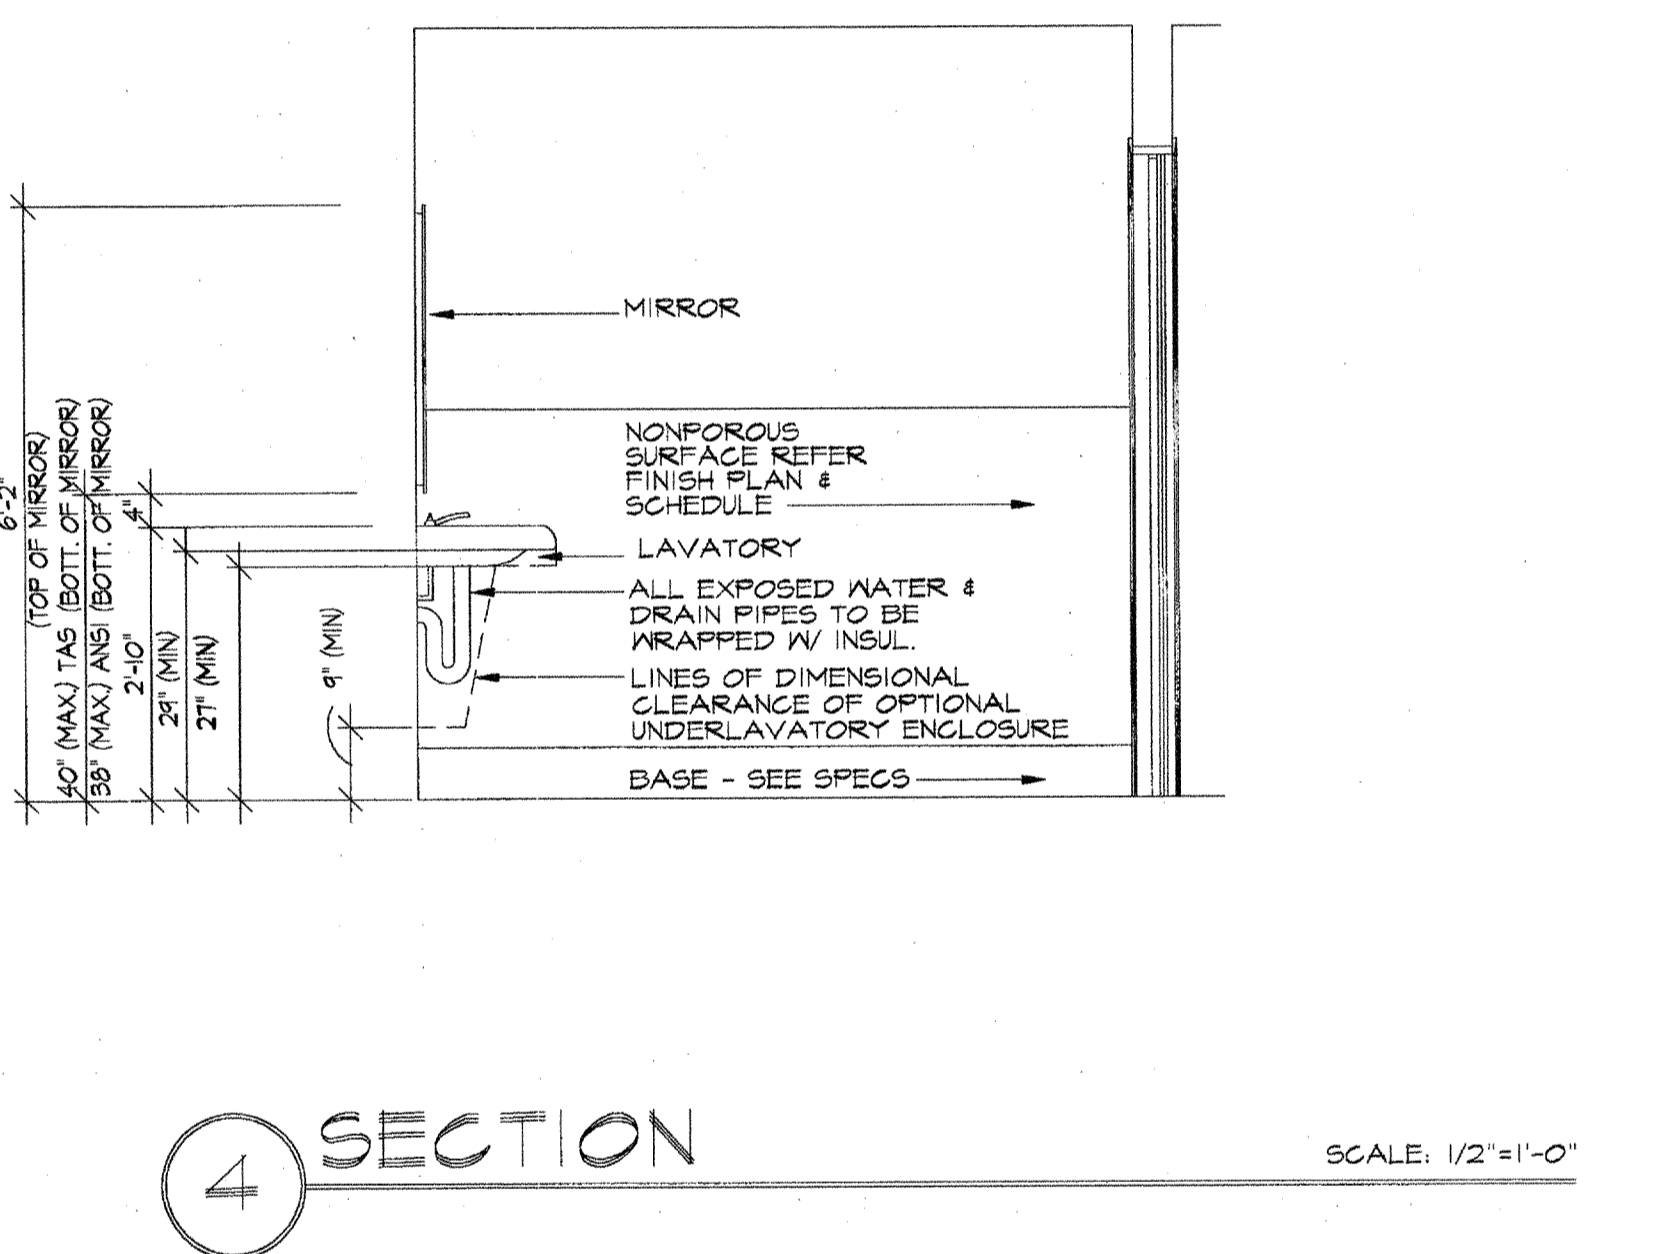 6'-2"
(TOP OF MIRROR)
40" (MAX.) TAS (BOTT. OF MIRROR)
38" (MAX.) ANSI (BOTT. OF MIRROR)
4"
2'-10"
29" (MIN)
27" (MIN)
9" (MIN)
MIRROR
NONPOROUS
SURFACE REFER
FINISH PLAN &
SCHEDULE
LAVATORY
ALL EXPOSED WATER &
DRAIN PIPES TO BE
WRAPPED W/ INSUL.
LINES OF DIMENSIONAL
CLEARANCE OF OPTIONAL
UNDERLAVATORY ENCLOSURE
BASE - SEE SPECS
4
SECTION
SCALE: 1/2"=1'-0"